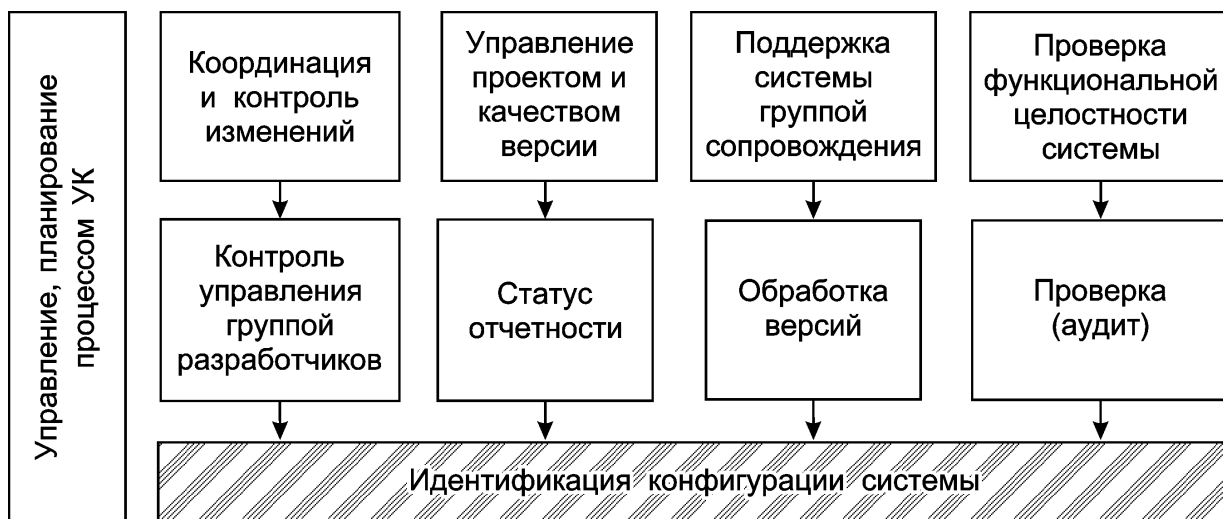 Управление, планирование
процессом УК
Координация
и контроль
изменений
Управление
проектом и
качеством
версии
Поддержка
системы
группой
сопровождения
Проверка
функциональной
целостности
системы
Контроль
управления
группой
разработчиков
Статус
отчетности
Обработка
версий
Проверка
(аудит)
Идентификация конфигурации системы